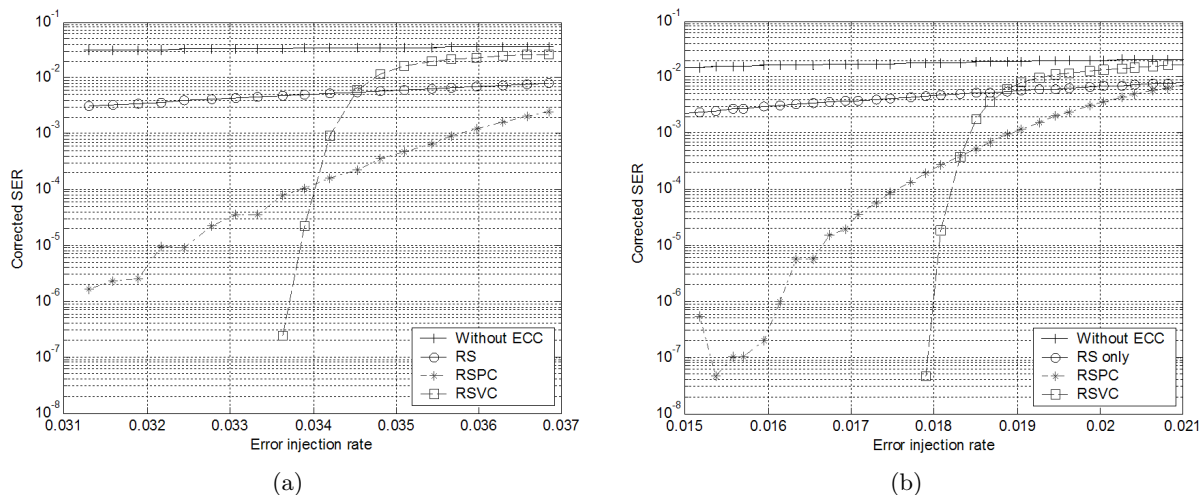 10^-1
10^-2
10^-3
10^-4
10^-5
10^-6
10^-7
10^-8
Corrected SER
0.031 0.032 0.033 0.034 0.035 0.036 0.037
Error injection rate
Without ECC
RS
RSPC
RSVC
(a)
10^-1
10^-2
10^-3
10^-4
10^-5
10^-6
10^-7
10^-8
Corrected SER
0.015 0.016 0.017 0.018 0.019 0.02 0.021
Error injection rate
Without ECC
RS only
RSPC
RSVC
(b)